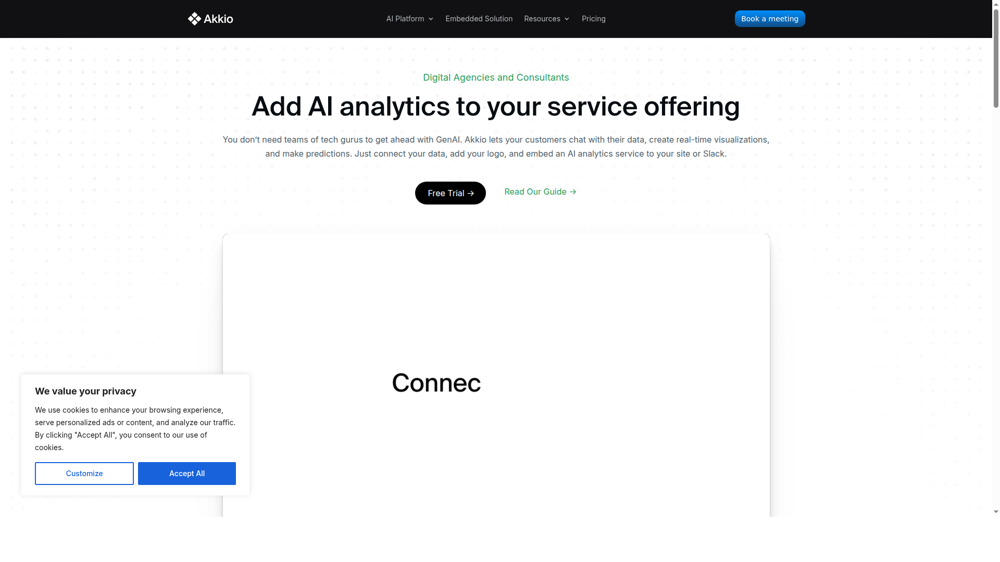 Akkio
AI Platform
Embedded Solution
Resources
Pricing
Book a meeting
Digital Agencies and Consultants
Add AI analytics to your service offering
You don’t need teams of tech gurus to get ahead with GenAI. Akkio lets your customers chat with their data, create real-time visualizations,
and make predictions. Just connect your data, add your logo, and embed an AI analytics service to your site or Slack.
Free Trial →
Read Our Guide →
Connec
We value your privacy
We use cookies to enhance your browsing experience,
serve personalized ads or content, and analyze our traffic.
By clicking "Accept All", you consent to our use of
cookies.
Customize
Accept All